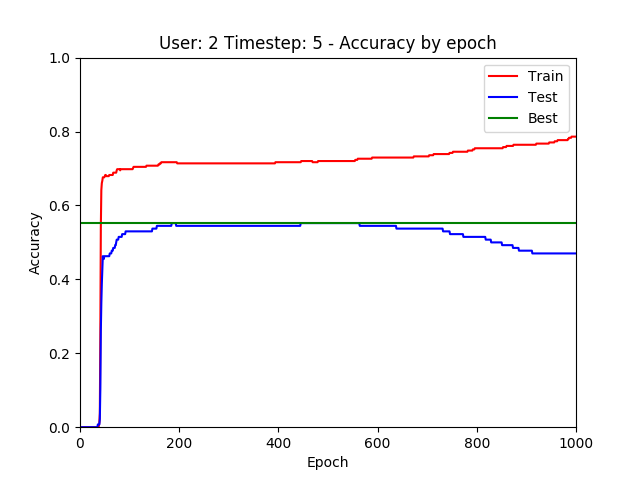 User: 2 Timestep: 5 - Accuracy by epoch
Train
Test
Best
Accuracy
1.0
0.8
0.6
0.4
0.2
0.0
0 200 400 600 800 1000
Epoch